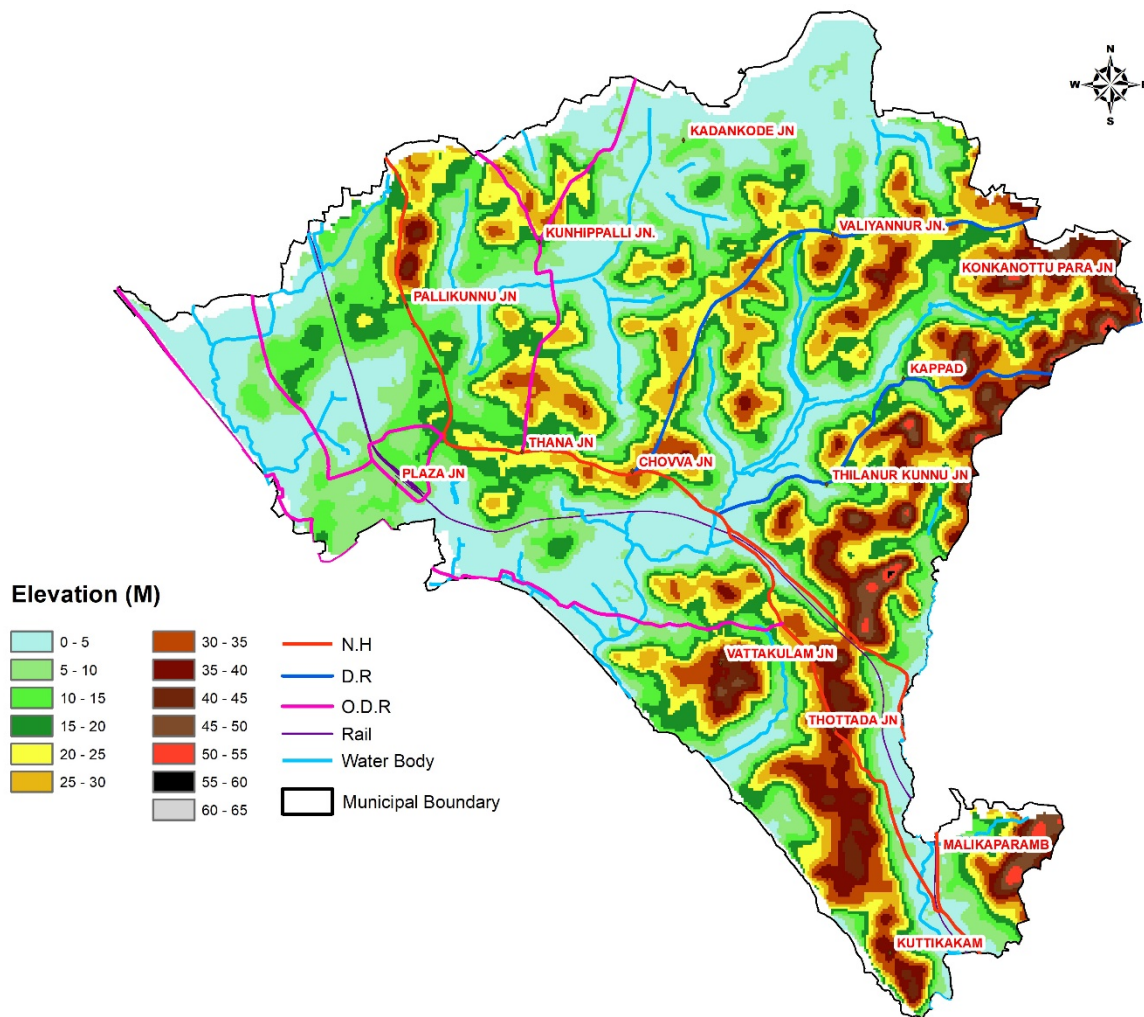 N
W
E
S
KADANKODE JN
KUNHIPPALLI JN.
VALIYANNUR JN.
KONKANOTTU PARA JN
PALLIKUNNU JN
KAPPAD
THANA JN
CHOVVA JN
PLAZA JN
THILANUR KUNNU JN
VATTAKULAM JN
THOTTADA JN
MALIKAPARAMB
KUTTIKAKAM
Elevation (M)
0 - 5
5 - 10
10 - 15
15 - 20
20 - 25
25 - 30
30 - 35
35 - 40
40 - 45
45 - 50
50 - 55
55 - 60
60 - 65
N.H
D.R
O.D.R
Rail
Water Body
Municipal Boundary